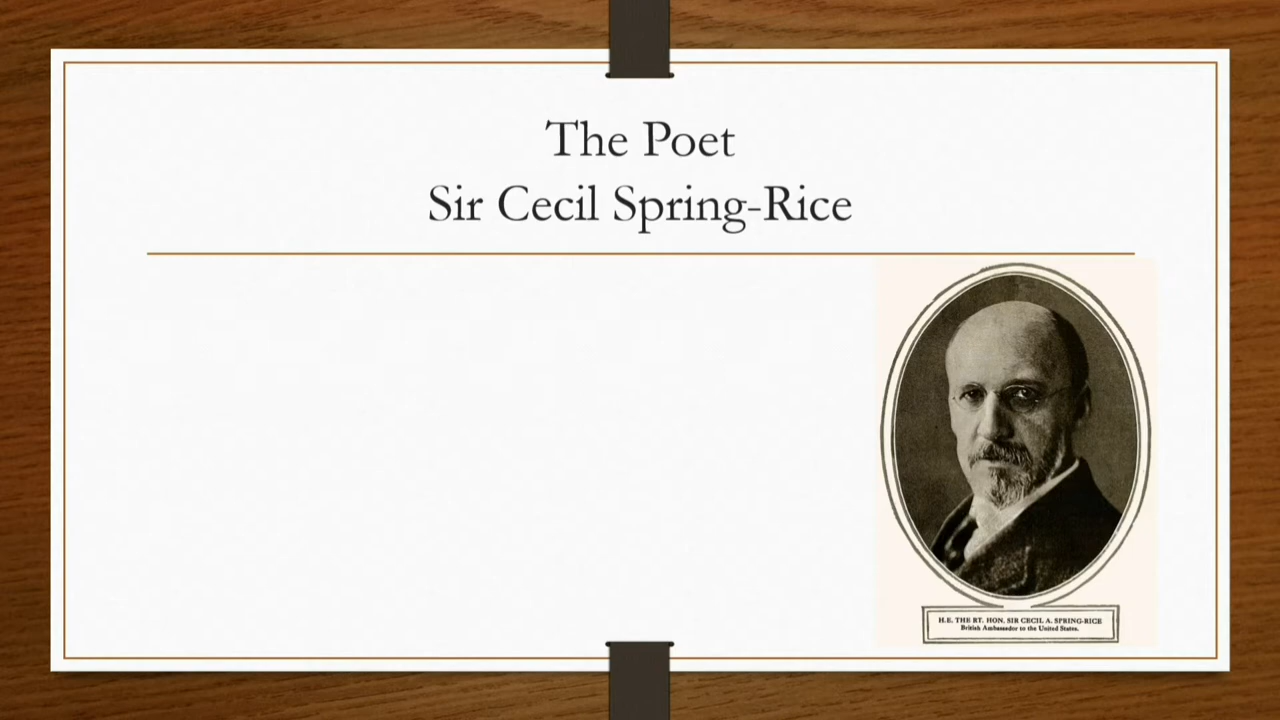 The Poet
Sir Cecil Spring-Rice
H.E. THE RT. HON. SIR CECIL A. SPRING-RICE
British Ambassador to the United States.